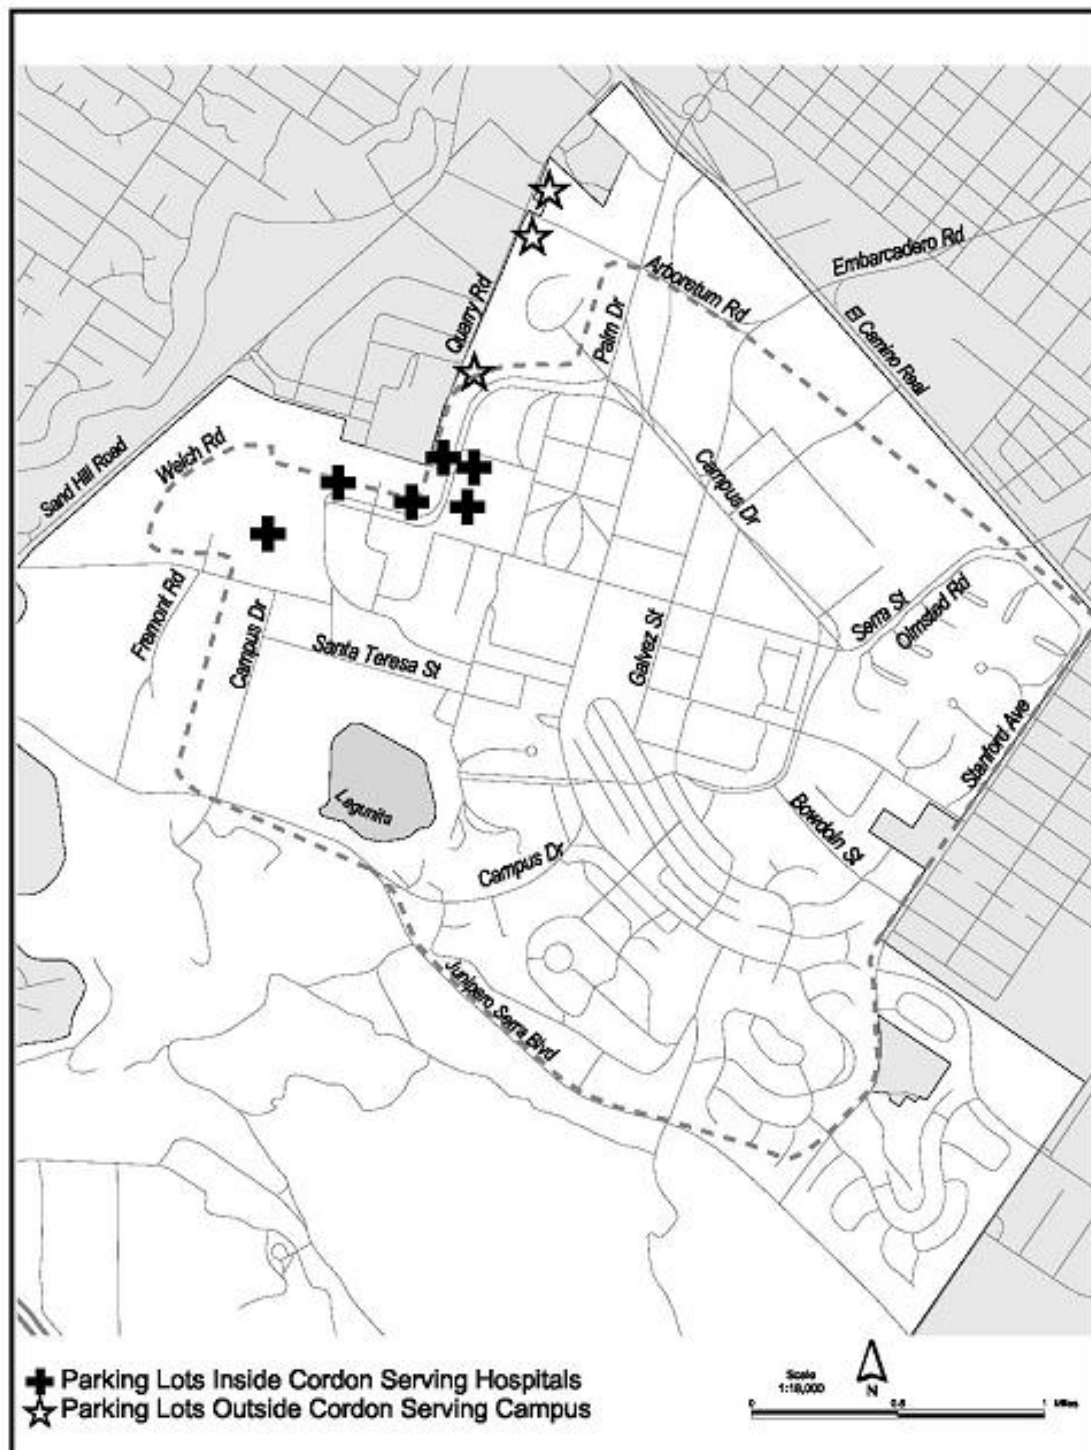 Embarcadero Rd
Arboretum Rd
Quarry Rd
Palm Dr
El Camino Real
Sand Hill Road
Welch Rd
Campus Dr
Serra St
Olmsted Rd
Fremont Rd
Campus Dr
Santa Teresa St
Galvez St
Stanford Ave
Lagunita
Bowdoin St
Campus Dr
Junipero Serra Blvd
Parking Lots Inside Cordon Serving Hospitals
Parking Lots Outside Cordon Serving Campus
Scale
1:18,000
N
0 0.5 1 Miles